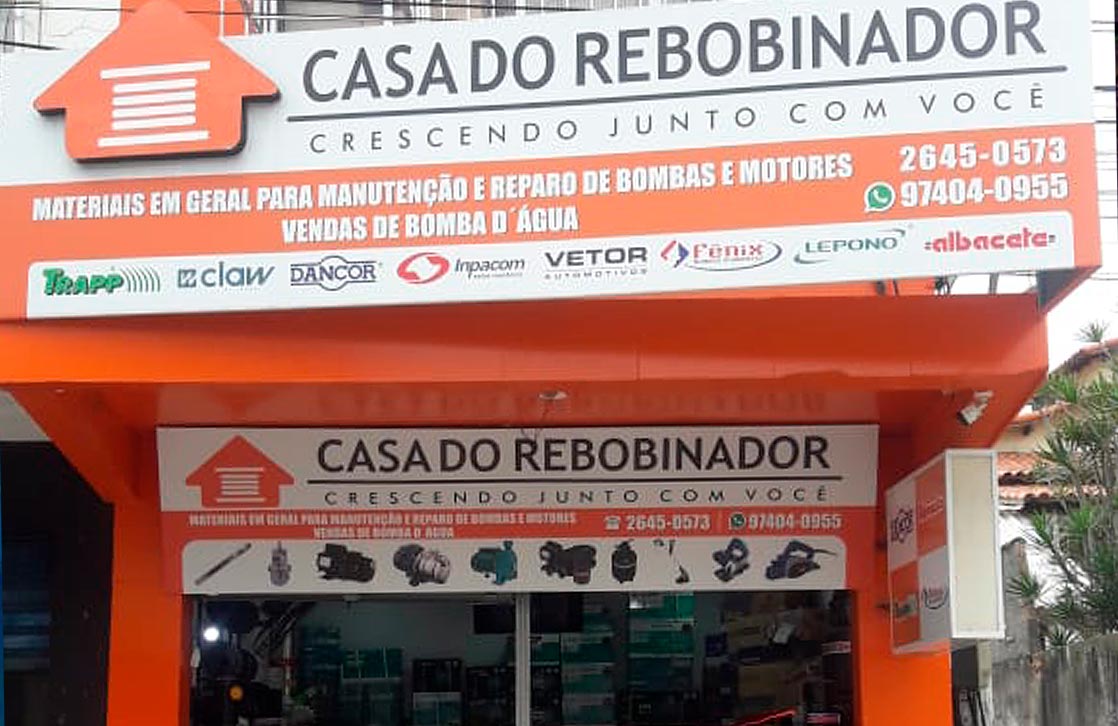 CASA DO REBOBINADOR
CRESCENDO JUNTO COM VOCÊ
MATERIAIS EM GERAL PARA MANUTENÇÃO E REPARO DE BOMBAS E MOTORES
VENDAS DE BOMBA D´ÁGUA
2645-0573
97404-0955
TRAPP
claw
DANCOR
Inpacom
VETOR
AUTOMOTIVOS
Fênix
LEPONO
albacete
CASA DO REBOBINADOR
CRESCENDO JUNTO COM VOCÊ
MATERIAIS EM GERAL PARA MANUTENÇÃO E REPARO DE BOMBAS E MOTORES
VENDAS DE BOMBA D´ÁGUA
2645-0573
97404-0955